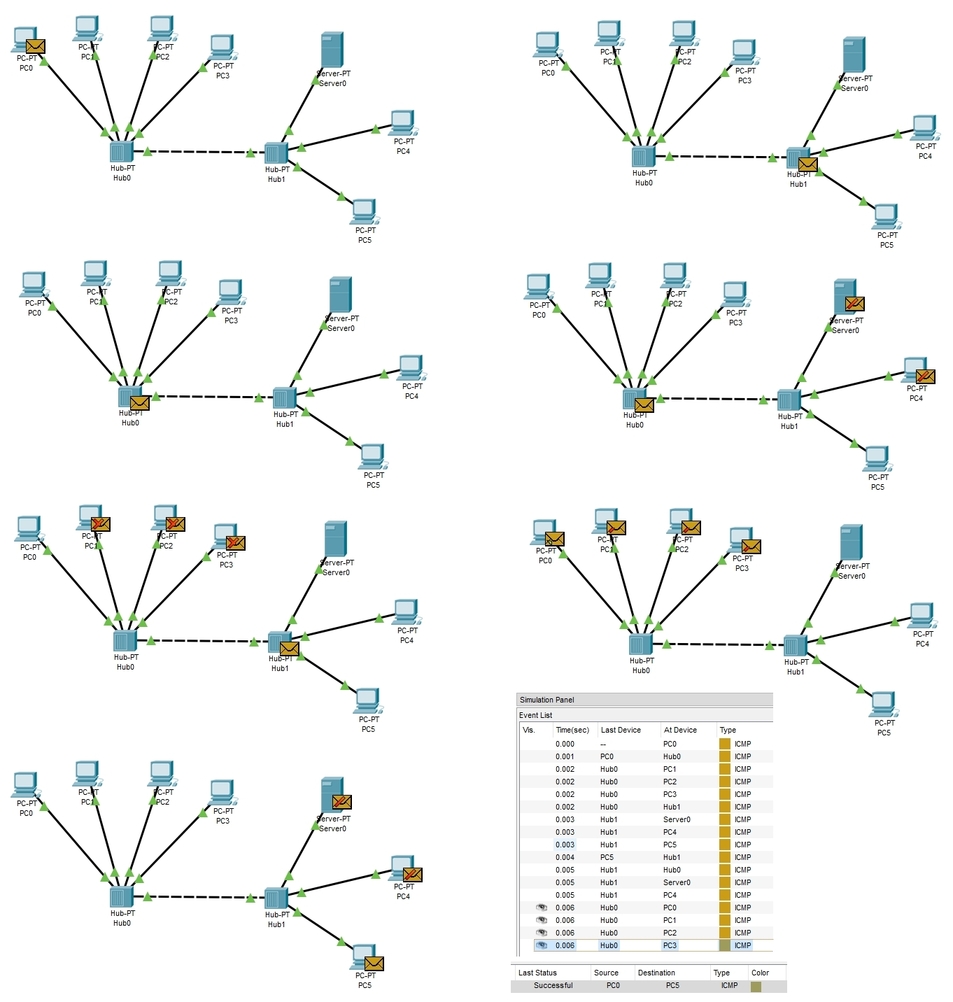 PC-PT
PC0
PC-PT
PC1
PC-PT
PC2
PC-PT
PC3
Server-PT
Server0
PC-PT
PC4
Hub-PT
Hub0
Hub-PT
Hub1
PC-PT
PC5
PC-PT
PC0
PC-PT
PC1
PC-PT
PC2
PC-PT
PC3
Server-PT
Server0
PC-PT
PC4
Hub-PT
Hub0
Hub-PT
Hub1
PC-PT
PC5
PC-PT
PC0
PC-PT
PC1
PC-PT
PC2
PC-PT
PC3
Server-PT
Server0
PC-PT
PC4
Hub-PT
Hub0
Hub-PT
Hub1
PC-PT
PC5
PC-PT
PC0
PC-PT
PC1
PC-PT
PC2
PC-PT
PC3
Server-PT
Server0
PC-PT
PC4
Hub-PT
Hub0
Hub-PT
Hub1
PC-PT
PC5
PC-PT
PC0
PC-PT
PC1
PC-PT
PC2
PC-PT
PC3
Server-PT
Server0
PC-PT
PC4
Hub-PT
Hub0
Hub-PT
Hub1
PC-PT
PC5
PC-PT
PC0
PC-PT
PC1
PC-PT
PC2
PC-PT
PC3
Server-PT
Server0
PC-PT
PC4
Hub-PT
Hub0
Hub-PT
Hub1
PC-PT
PC5
PC-PT
PC0
PC-PT
PC1
PC-PT
PC2
PC-PT
PC3
Server-PT
Server0
PC-PT
PC4
Hub-PT
Hub0
Hub-PT
Hub1
PC-PT
PC5
Simulation Panel
Event List
Vis. Time(sec) Last Device At Device Type
0.000 -- PC0 ICMP
0.001 PC0 Hub0 ICMP
0.002 Hub0 PC1 ICMP
0.002 Hub0 PC2 ICMP
0.002 Hub0 PC3 ICMP
0.002 Hub0 Hub1 ICMP
0.003 Hub1 Server0 ICMP
0.003 Hub1 PC4 ICMP
0.003 Hub1 PC5 ICMP
0.004 PC5 Hub1 ICMP
0.005 Hub1 Hub0 ICMP
0.005 Hub1 Server0 ICMP
0.005 Hub1 PC4 ICMP
0.006 Hub0 PC0 ICMP
0.006 Hub0 PC1 ICMP
0.006 Hub0 PC2 ICMP
0.006 Hub0 PC3 ICMP
Last Status Source Destination Type Color
Successful PC0 PC5 ICMP